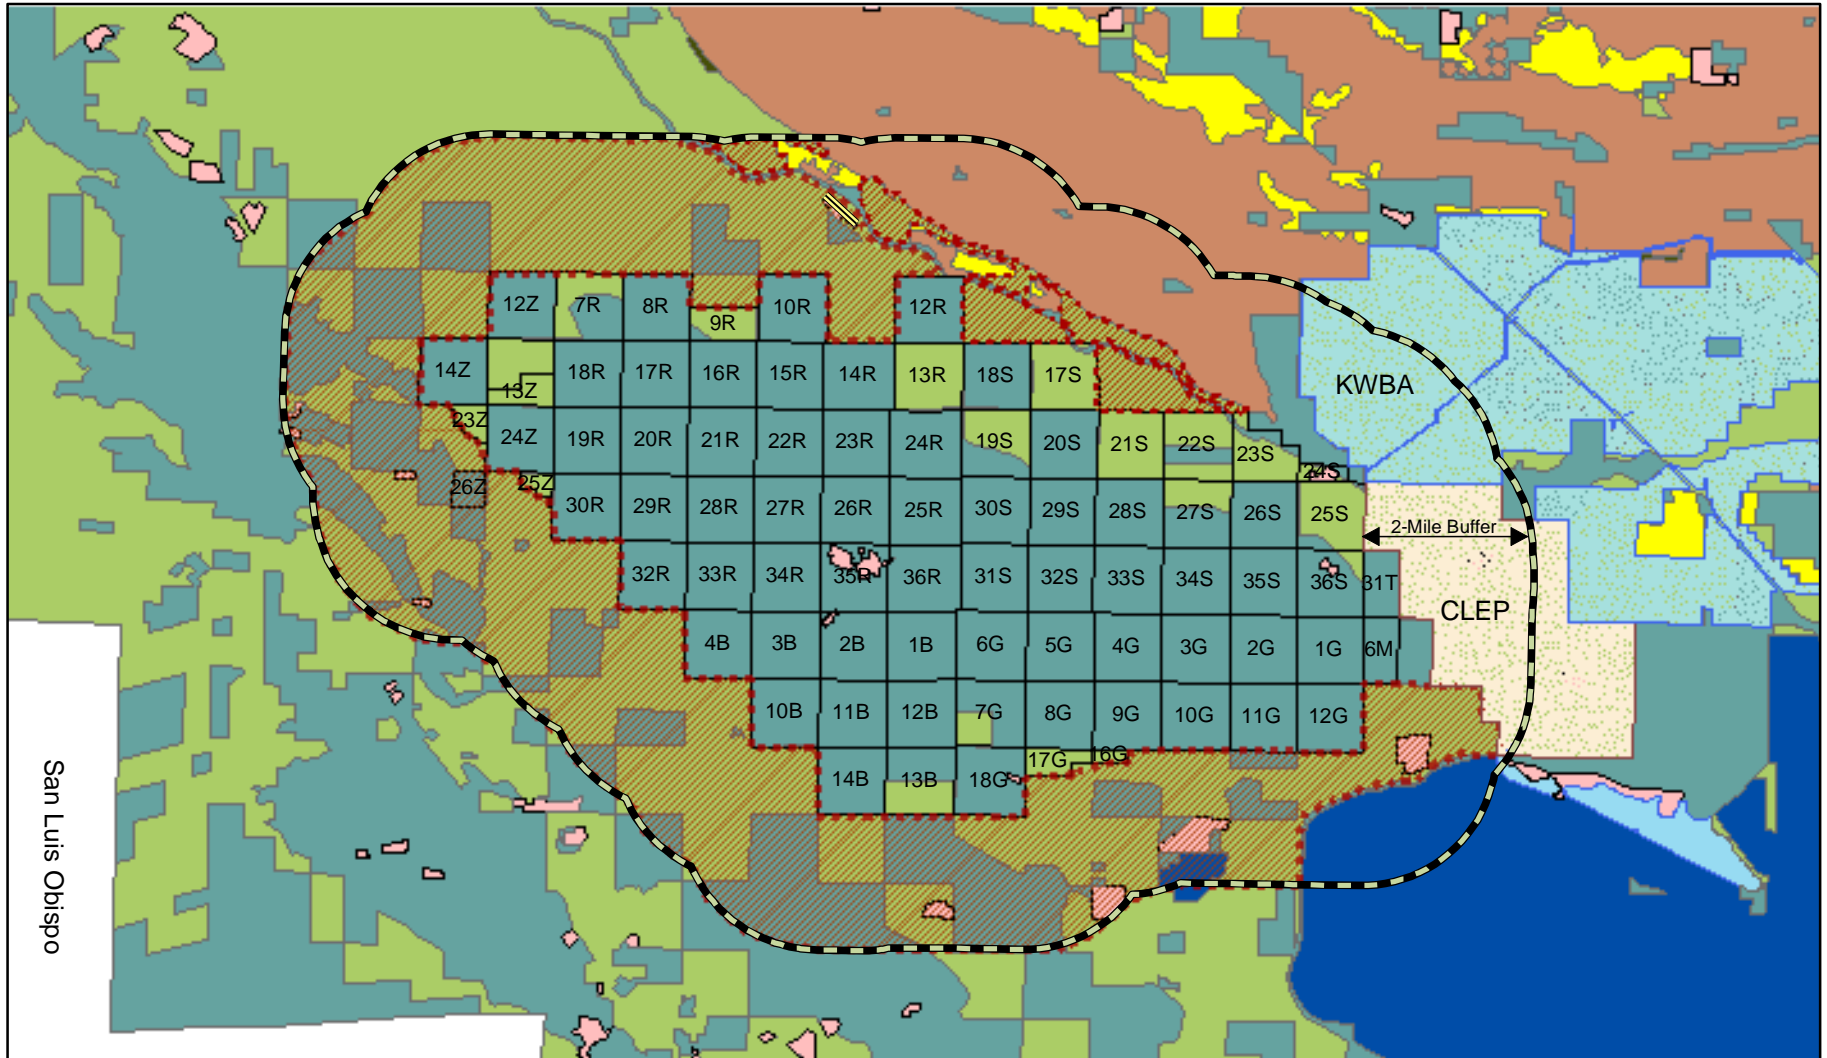 12Z 7R 8R 9R 10R 12R
14Z 13Z 18R 17R 16R 15R 14R 13R 18S 17S
KWBA
23Z 24Z 19R 20R 21R 22R 23R 24R 19S 20S 21S 22S 23S 24S
26Z 25Z 30R 29R 28R 27R 26R 25R 30S 29S 28S 27S 26S 25S
2-Mile Buffer
32R 33R 34R 35R 36R 31S 32S 33S 34S 35S 36S 31T
CLEP
4B 3B 2B 1B 6G 5G 4G 3G 2G 1G 6M
10B 11B 12B 7G 8G 9G 10G 11G 12G
14B 13B 18G 17G 16G
San Luis Obispo